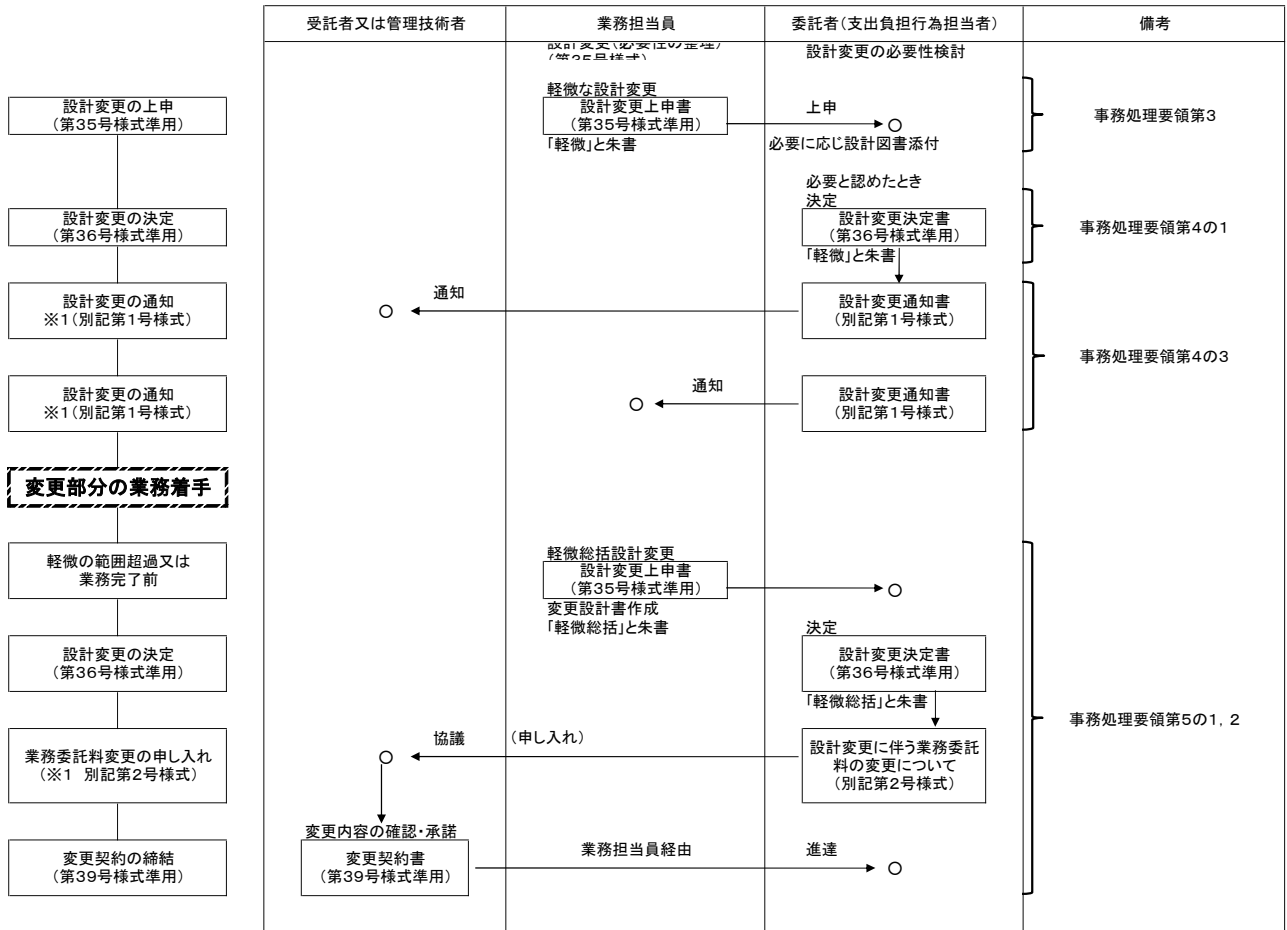 受託者又は管理技術者
業務担当員
委託者(支出負担行為担当者)
備考
設計変更(必要性の整理)
(第35号様式)
設計変更の必要性検討
設計変更の上申
(第35号様式準用)
軽微な設計変更
設計変更上申書
(第35号様式準用)
「軽微」と朱書
上申
必要に応じ設計図書添付
事務処理要領第3
設計変更の決定
(第36号様式準用)
必要と認めたとき
決定
設計変更決定書
(第36号様式準用)
「軽微」と朱書
事務処理要領第4の1
設計変更の通知
※1(別記第1号様式)
通知
設計変更通知書
(別記第1号様式)
事務処理要領第4の3
設計変更の通知
※1(別記第1号様式)
通知
設計変更通知書
(別記第1号様式)
変更部分の業務着手
軽微の範囲超過又は
業務完了前
軽微総括設計変更
設計変更上申書
(第35号様式準用)
変更設計書作成
「軽微総括」と朱書
設計変更の決定
(第36号様式準用)
決定
設計変更決定書
(第36号様式準用)
「軽微総括」と朱書
事務処理要領第5の1,2
業務委託料変更の申し入れ
(※1 別記第2号様式)
協議 (申し入れ)
設計変更に伴う業務委託
料の変更について
(別記第2号様式)
変更契約の締結
(第39号様式準用)
変更内容の確認・承諾
変更契約書
(第39号様式準用)
業務担当員経由
進達